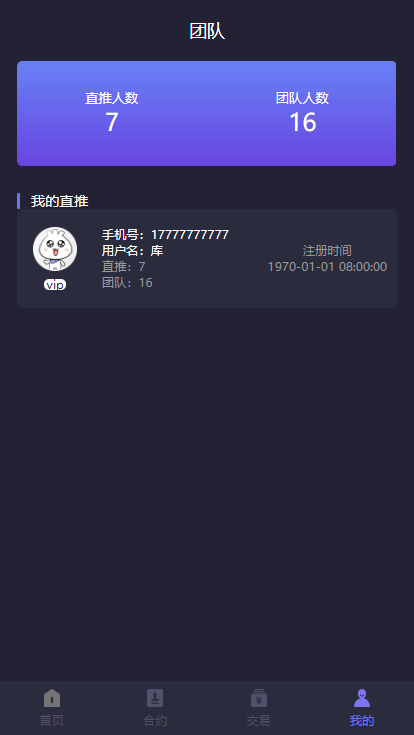 团队
直推人数
7
团队人数
16
我的直推
手机号：17777777777
用户名：库
直推：7
团队：16
vip
注册时间
1970-01-01 08:00:00
首页
合约
交易
我的